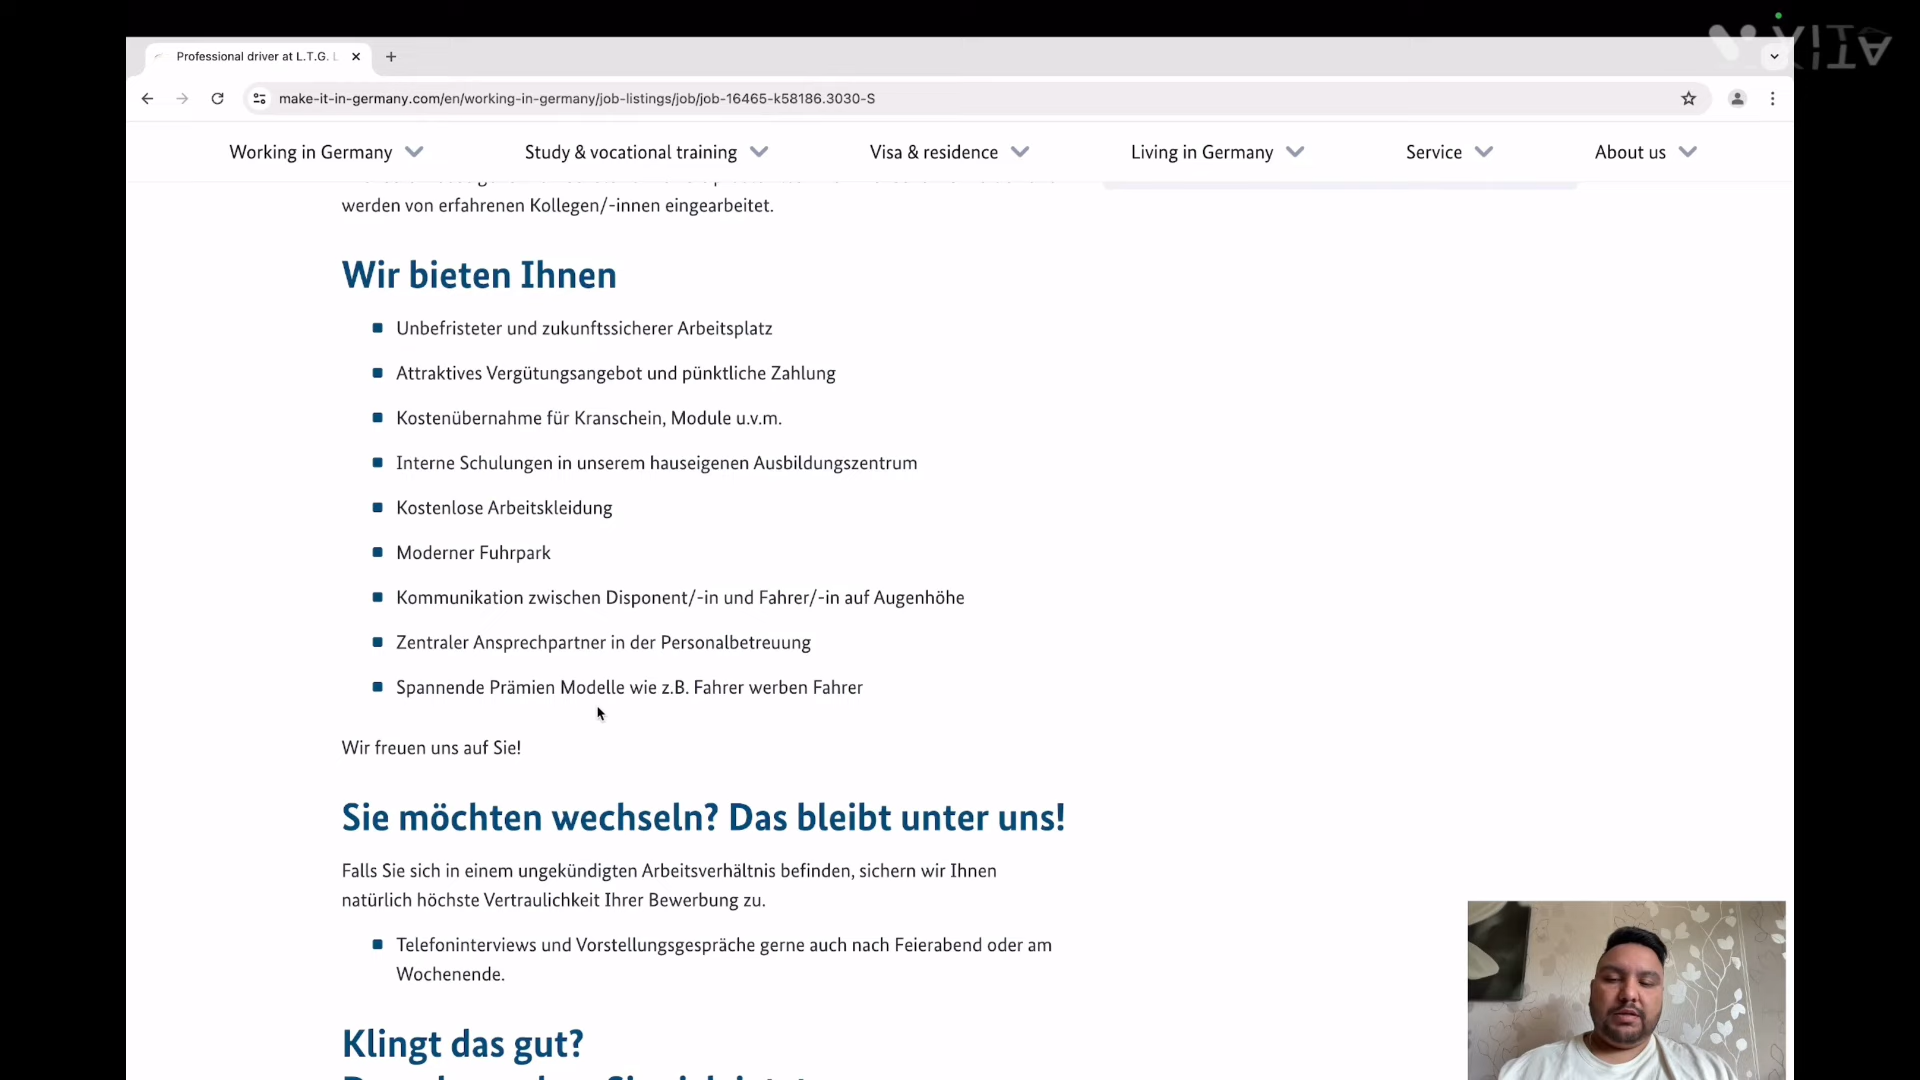 Professional driver at L.T.G. L
make-it-in-germany.com/en/working-in-germany/job-listings/job/job-16465-k58186.3030-S
Working in Germany
Study & vocational training
Visa & residence
Living in Germany
Service
About us
werden von erfahrenen Kollegen/-innen eingearbeitet.
Wir bieten Ihnen
Unbefristeter und zukunftssicherer Arbeitsplatz
Attraktives Vergütungsangebot und pünktliche Zahlung
Kostenübernahme für Kranschein, Module u.v.m.
Interne Schulungen in unserem hauseigenen Ausbildungszentrum
Kostenlose Arbeitskleidung
Moderner Fuhrpark
Kommunikation zwischen Disponent/-in und Fahrer/-in auf Augenhöhe
Zentraler Ansprechpartner in der Personalbetreuung
Spannende Prämien Modelle wie z.B. Fahrer werben Fahrer
Wir freuen uns auf Sie!
Sie möchten wechseln? Das bleibt unter uns!
Falls Sie sich in einem ungekündigten Arbeitsverhältnis befinden, sichern wir Ihnen
natürlich höchste Vertraulichkeit Ihrer Bewerbung zu.
Telefoninterviews und Vorstellungsgespräche gerne auch nach Feierabend oder am
Wochenende.
Klingt das gut?